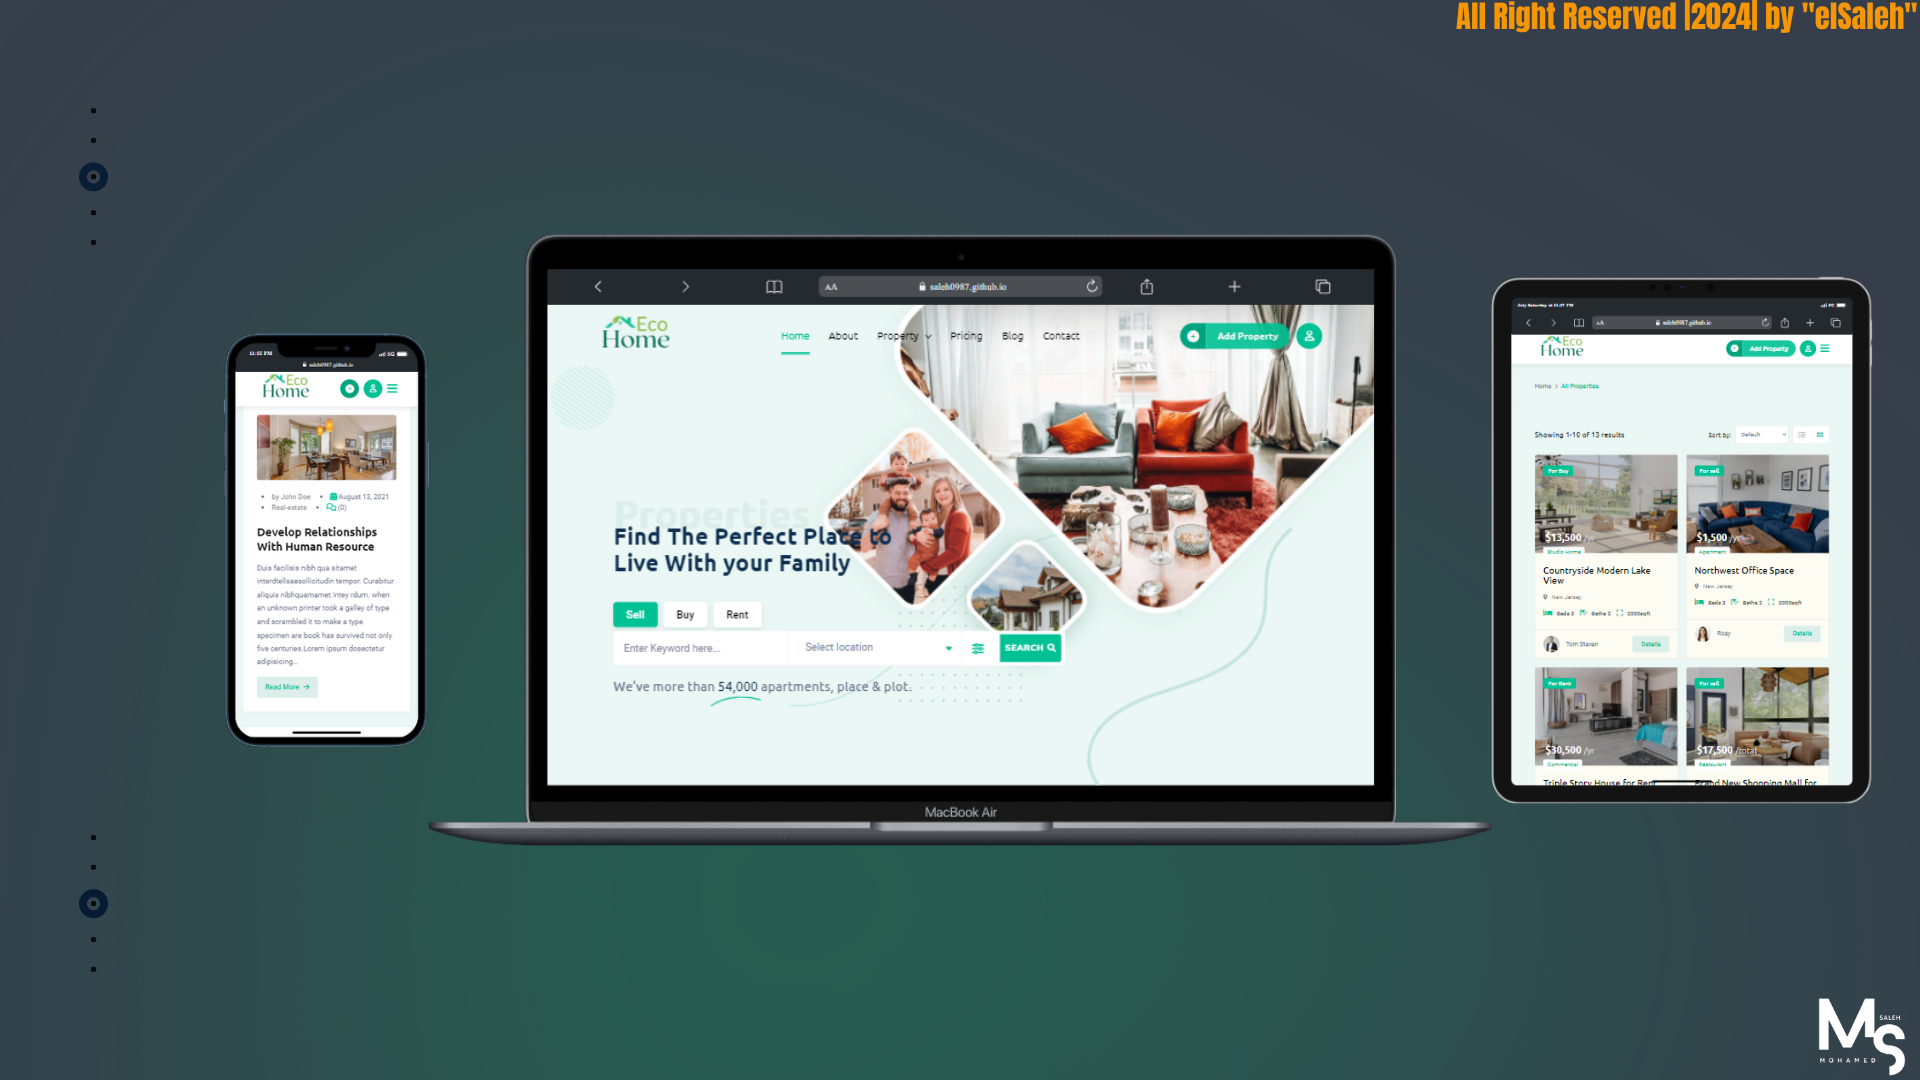 All Right Reserved |2024| by "elSaleh"
11:55 PM
5G
saleh0987.github.io
Eco
Home
by John Doe
August 13, 2021
Real-estate
(0)
Develop Relationships
With Human Resource
Duis facilisis nibh qua sitamet
interdtellsaesollicitudin tempor. Curabitur
aliquis nibhquamamet intey rdum. when
an unknown printer took a galley of type
and scrambled it to make a type
specimen are book has survived not only
five centuries.Lorem ipsum dosectetur
adipisicing...
Read More
AA
saleh0987.github.io
Eco
Home
Home
About
Property
Pricing
Blog
Contact
Add Property
Properties
Find The Perfect Place to
Live With your Family
Sell
Buy
Rent
Enter Keyword here...
Select location
SEARCH
We've more than 54,000 apartments, place & plot.
MacBook Air
AA
saleh0987.github.io
Eco
Home
Add Property
Home > All Properties
Showing 1-10 of 13 results
Sort by:
Default
For Buy
$13,500 /yr
Studio Home
Countryside Modern Lake
View
New Jersey
Beds 3
Baths 2
2000sqft
Tom Steven
Details
For sell
$1,500 /yr
Apartment
Northwest Office Space
New Jersey
Beds 3
Baths 2
2000sqft
Roay
Details
For Rent
$30,500 /yr
Commercial
Triple Story House for Rent
For sell
$17,500 /total
Restaurant
Brand New Shopping Mall for
MS
SALEH
MOHAMED